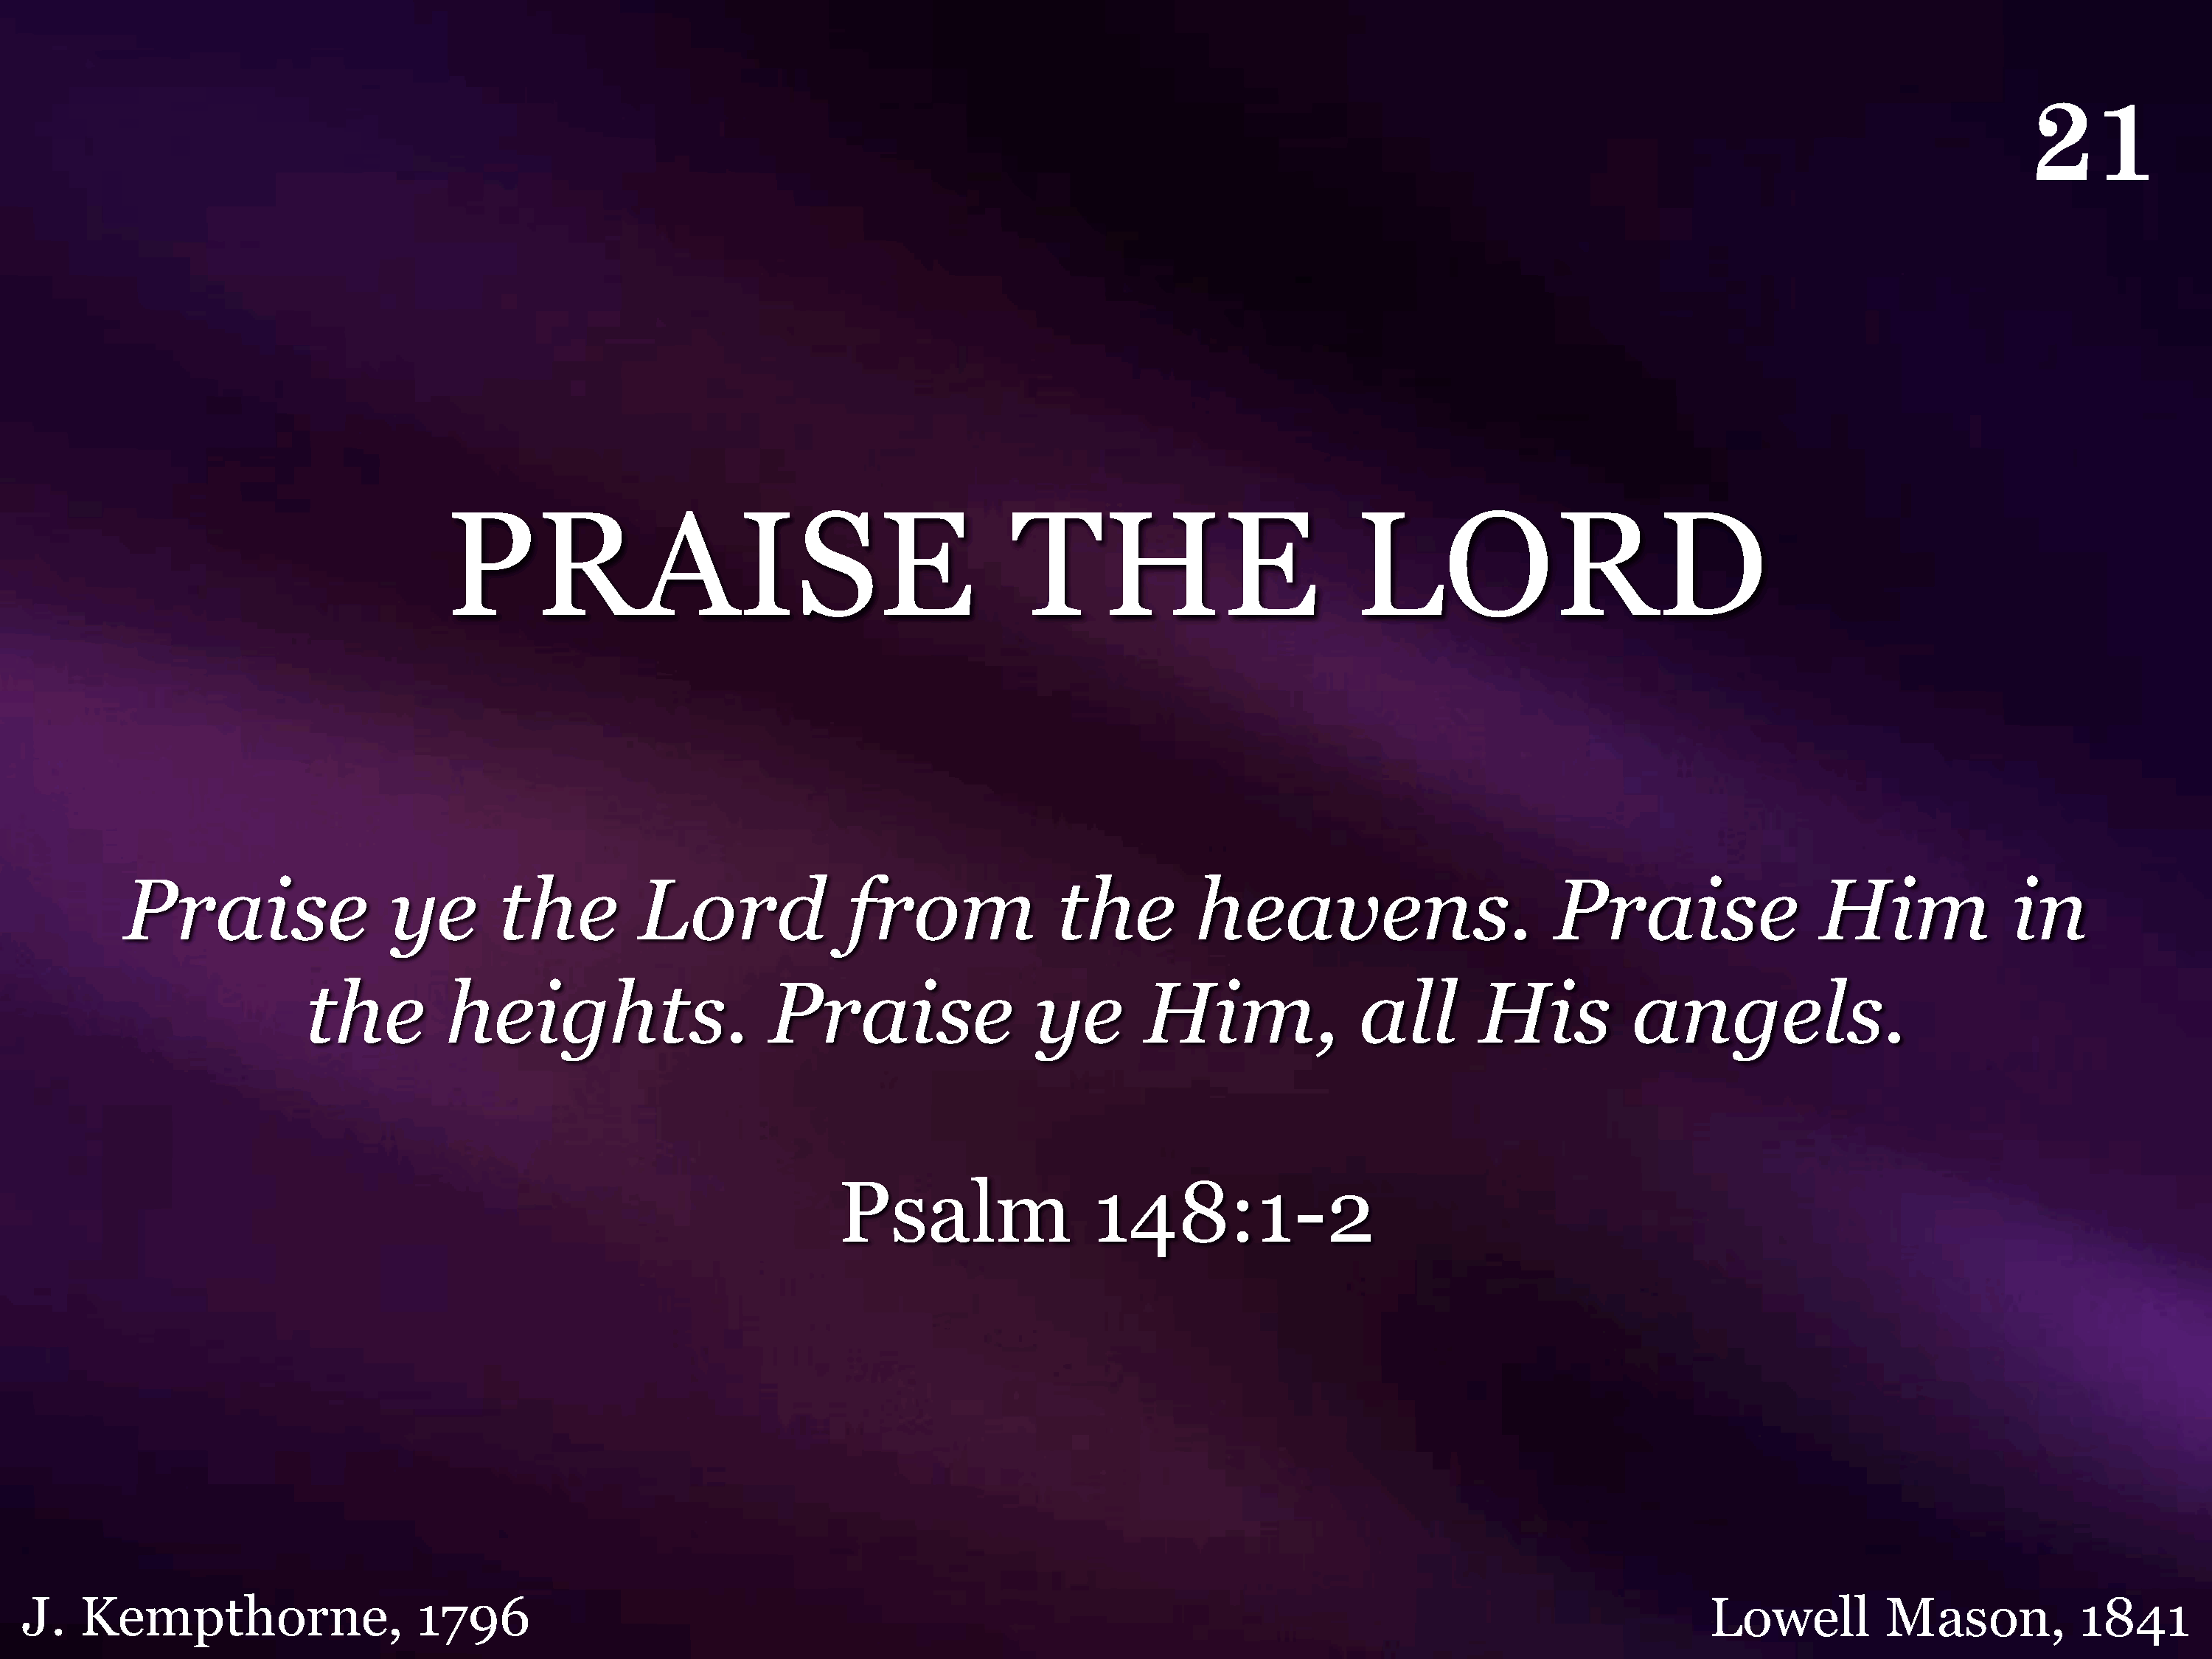 21
PRAISE THE LORD
Praise ye the Lord from the heavens. Praise Him in
the heights. Praise ye Him, all His angels.
Psalm 148:1-2
J. Kempthorne, 1796
Lowell Mason, 1841